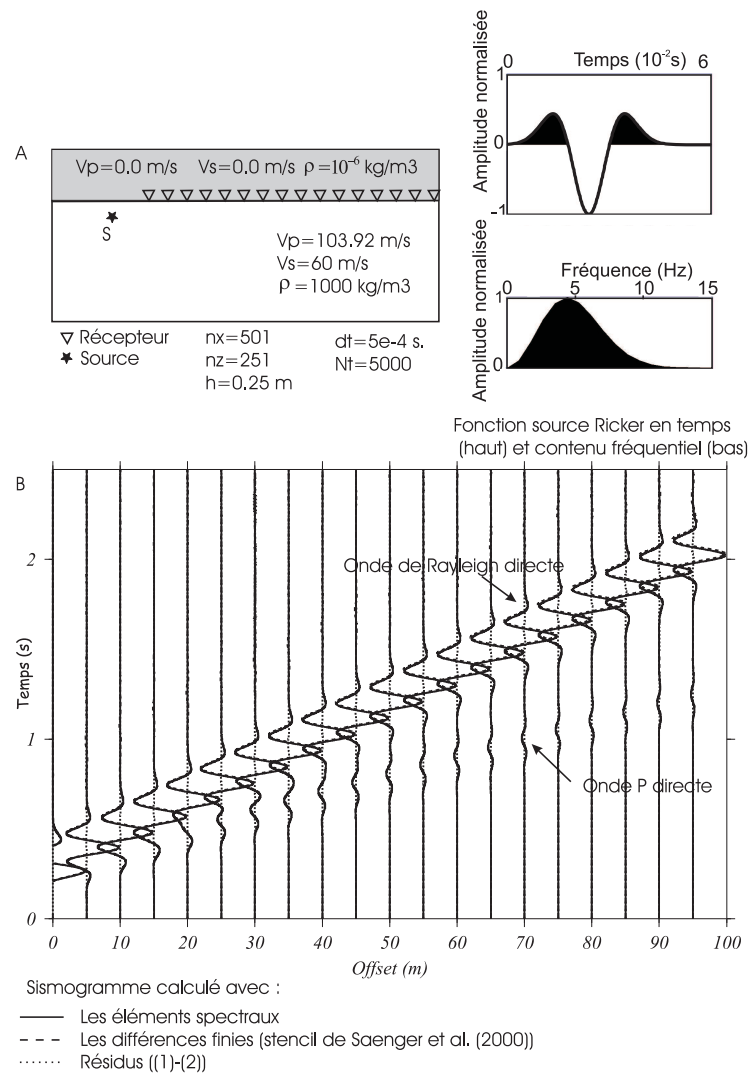 A
Vp=0.0 m/s Vs=0.0 m/s ρ=10⁻⁶ kg/m3
S
Vp=103.92 m/s
Vs=60 m/s
ρ=1000 kg/m3
▽ Récepteur
★ Source
nx=501
nz=251
h=0.25 m
dt=5e-4 s.
Nt=5000
0 Temps (10⁻²s) 6
Amplitude normalisée
1
0
-1
Fréquence (Hz)
0 5 10 15
Amplitude normalisée
1
0
Fonction source Ricker en temps
(haut) et contenu fréquentiel (bas)
B
Temps (s)
2
1
0
Onde de Rayleigh directe
Onde P directe
0 10 20 30 40 50 60 70 80 90 100
Offset (m)
Sismogramme calculé avec :
Les éléments spectraux
Les différences finies (stencil de Saenger et al. (2000))
Résidus ((1)-(2))